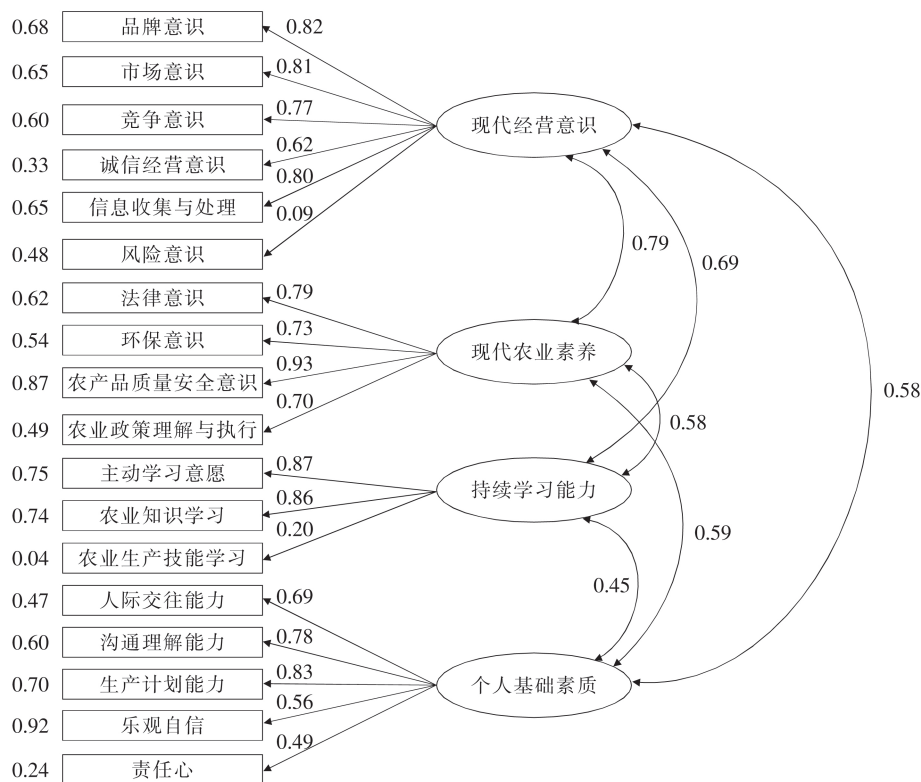 0.68 品牌意识 0.82
0.65 市场意识 0.81
0.60 竞争意识 0.77 现代经营意识
0.33 诚信经营意识 0.62
0.65 信息收集与处理 0.80
0.48 风险意识 0.09 0.79 0.69
0.62 法律意识 0.79
0.54 环保意识 0.73 现代农业素养
0.87 农产品质量安全意识 0.93 0.58
0.49 农业政策理解与执行 0.70 0.58
0.75 主动学习意愿 0.87 持续学习能力
0.74 农业知识学习 0.86 0.59
0.04 农业生产技能学习 0.20
0.47 人际交往能力 0.69 0.45
0.60 沟通理解能力 0.78
0.70 生产计划能力 0.83 个人基础素质
0.92 乐观自信 0.56
0.24 责任心 0.49